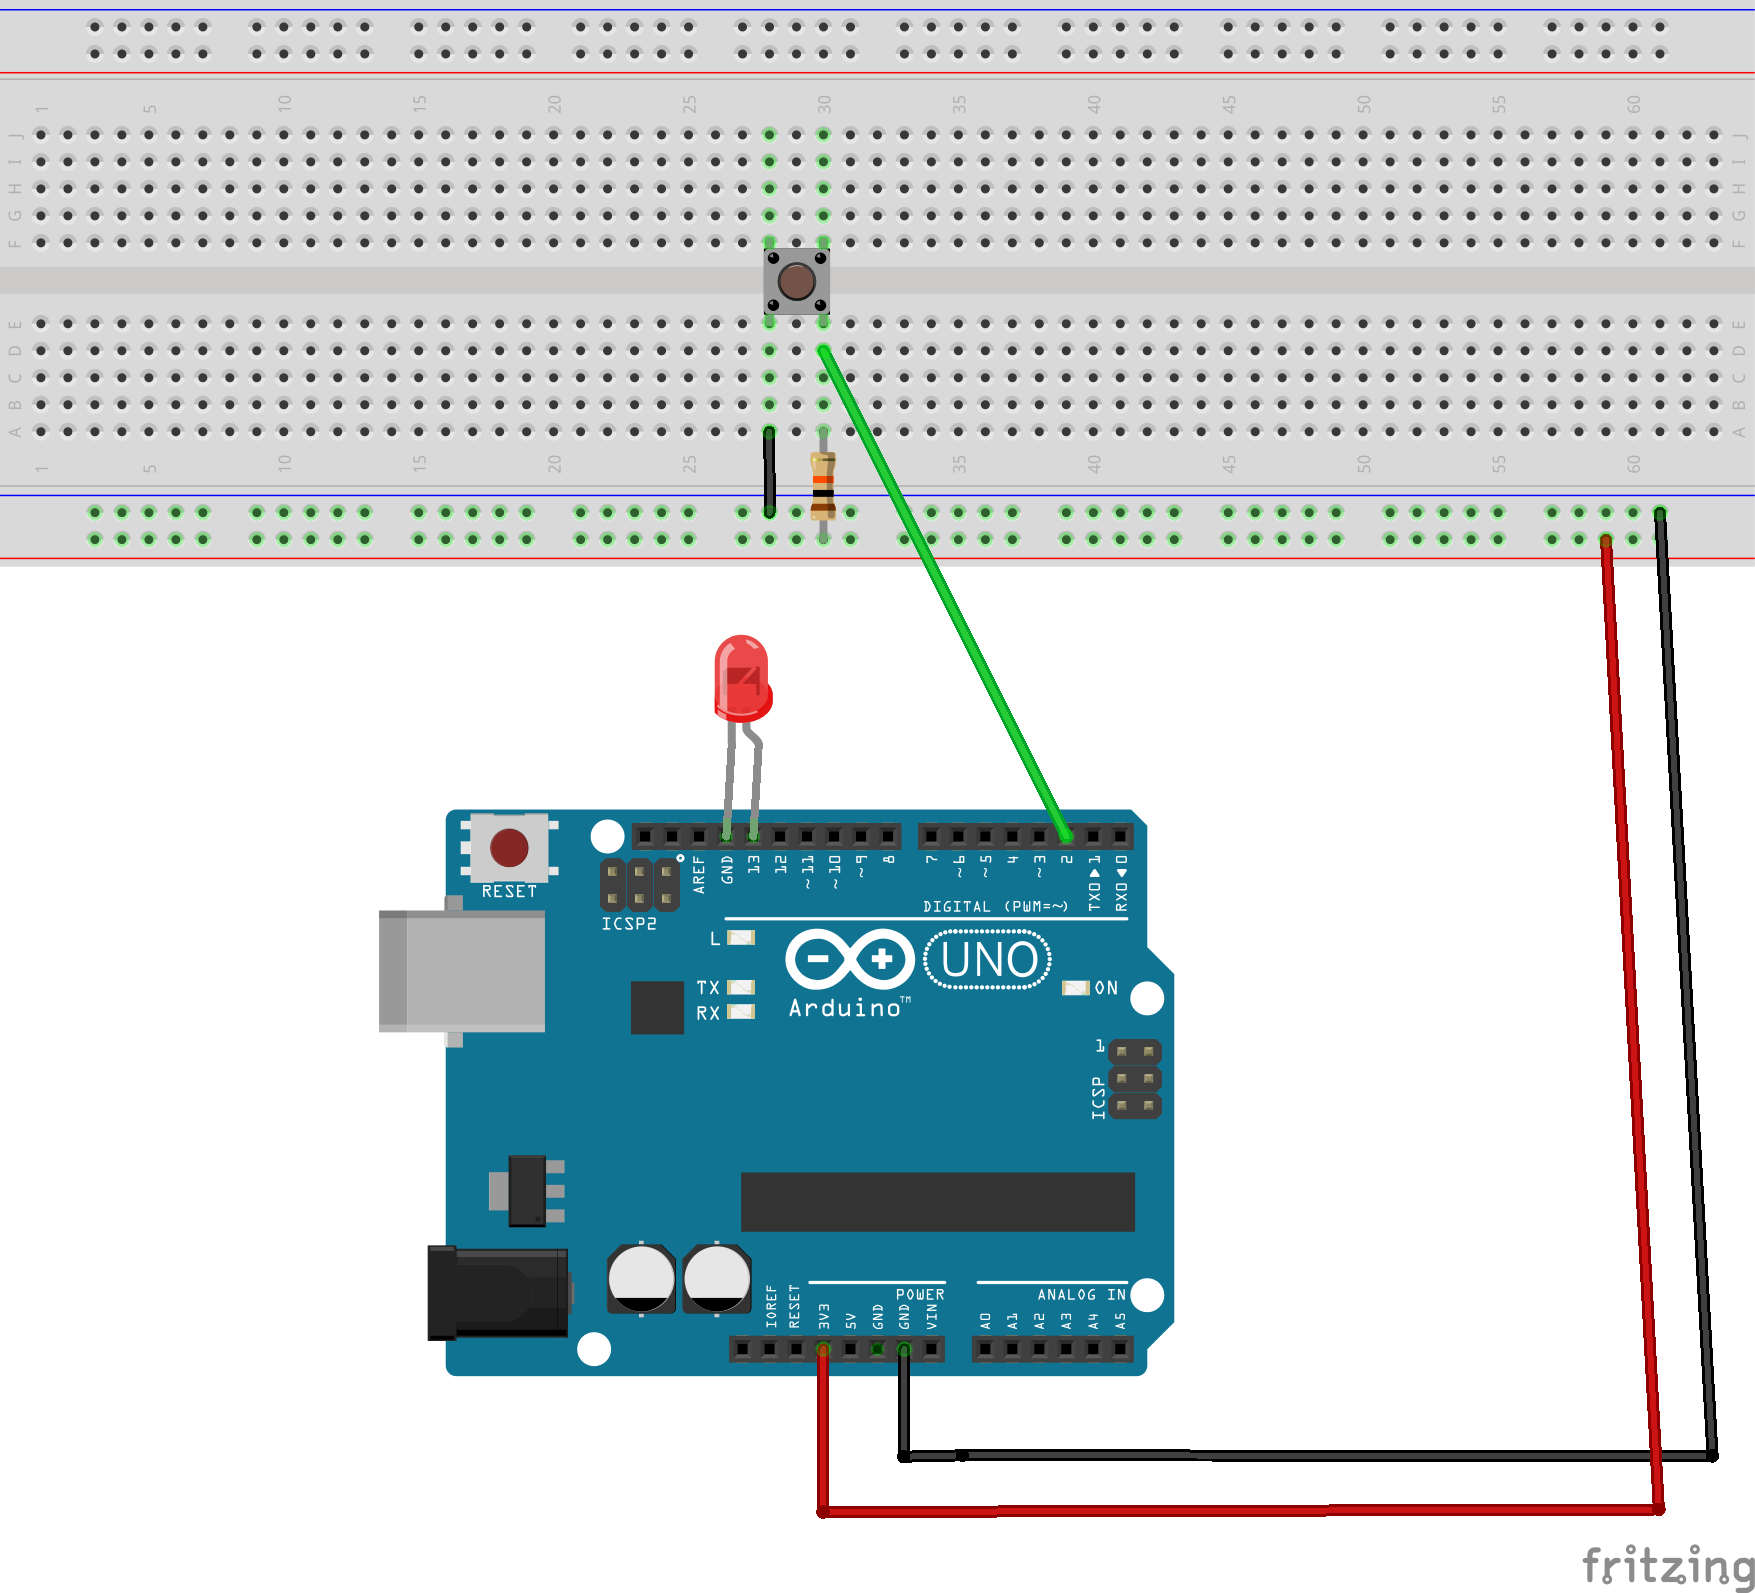 1 5 10 15 20 25 30 35 40 45 50 55 60
J J
I I
H H
G G
F F
E E
D D
C C
B B
A A
1 5 10 15 20 25 35 40 45 50 55 60
RESET
AREF GND 13 12 ~11 ~10 ~9 8 7 ~6 ~5 4 ~3 2 TX0▶1 RX0◀0
ICSP2
DIGITAL (PWM=~)
L
UNO
TX
ON
RX
Arduino™
1
ICSP
POWER
ANALOG IN
IOREF RESET 3V3 5V GND GND VIN A0 A1 A2 A3 A4 A5
fritzing